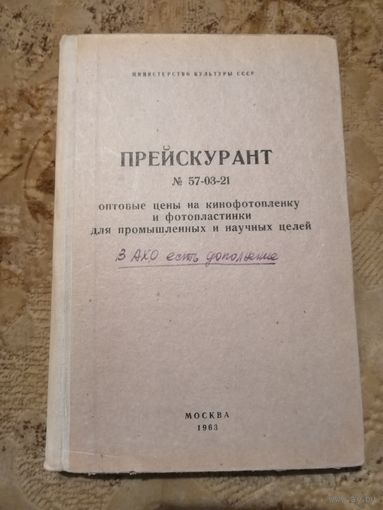 МИНИСТЕРСТВО КУЛЬТУРЫ СССР
ПРЕЙСКУРАНТ
№ 57-03-21
оптовые цены на кинофотопленку
и фотопластинки
для промышленных и научных целей
В АХО есть дополнение
МОСКВА
1963